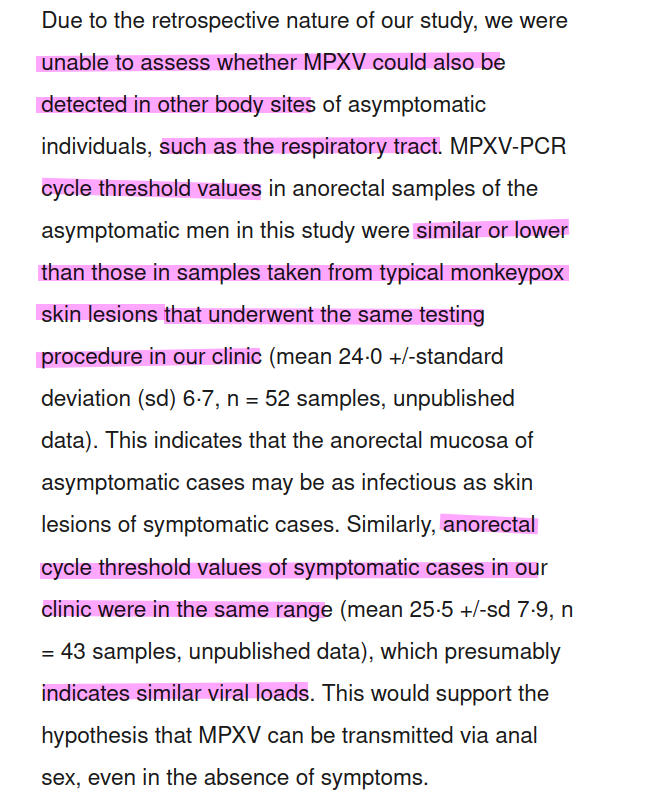 Due to the retrospective nature of our study, we were
unable to assess whether MPXV could also be
detected in other body sites of asymptomatic
individuals, such as the respiratory tract. MPXV-PCR
cycle threshold values in anorectal samples of the
asymptomatic men in this study were similar or lower
than those in samples taken from typical monkeypox
skin lesions that underwent the same testing
procedure in our clinic (mean 24·0 +/-standard
deviation (sd) 6·7, n = 52 samples, unpublished
data). This indicates that the anorectal mucosa of
asymptomatic cases may be as infectious as skin
lesions of symptomatic cases. Similarly, anorectal
cycle threshold values of symptomatic cases in our
clinic were in the same range (mean 25·5 +/-sd 7·9, n
= 43 samples, unpublished data), which presumably
indicates similar viral loads. This would support the
hypothesis that MPXV can be transmitted via anal
sex, even in the absence of symptoms.